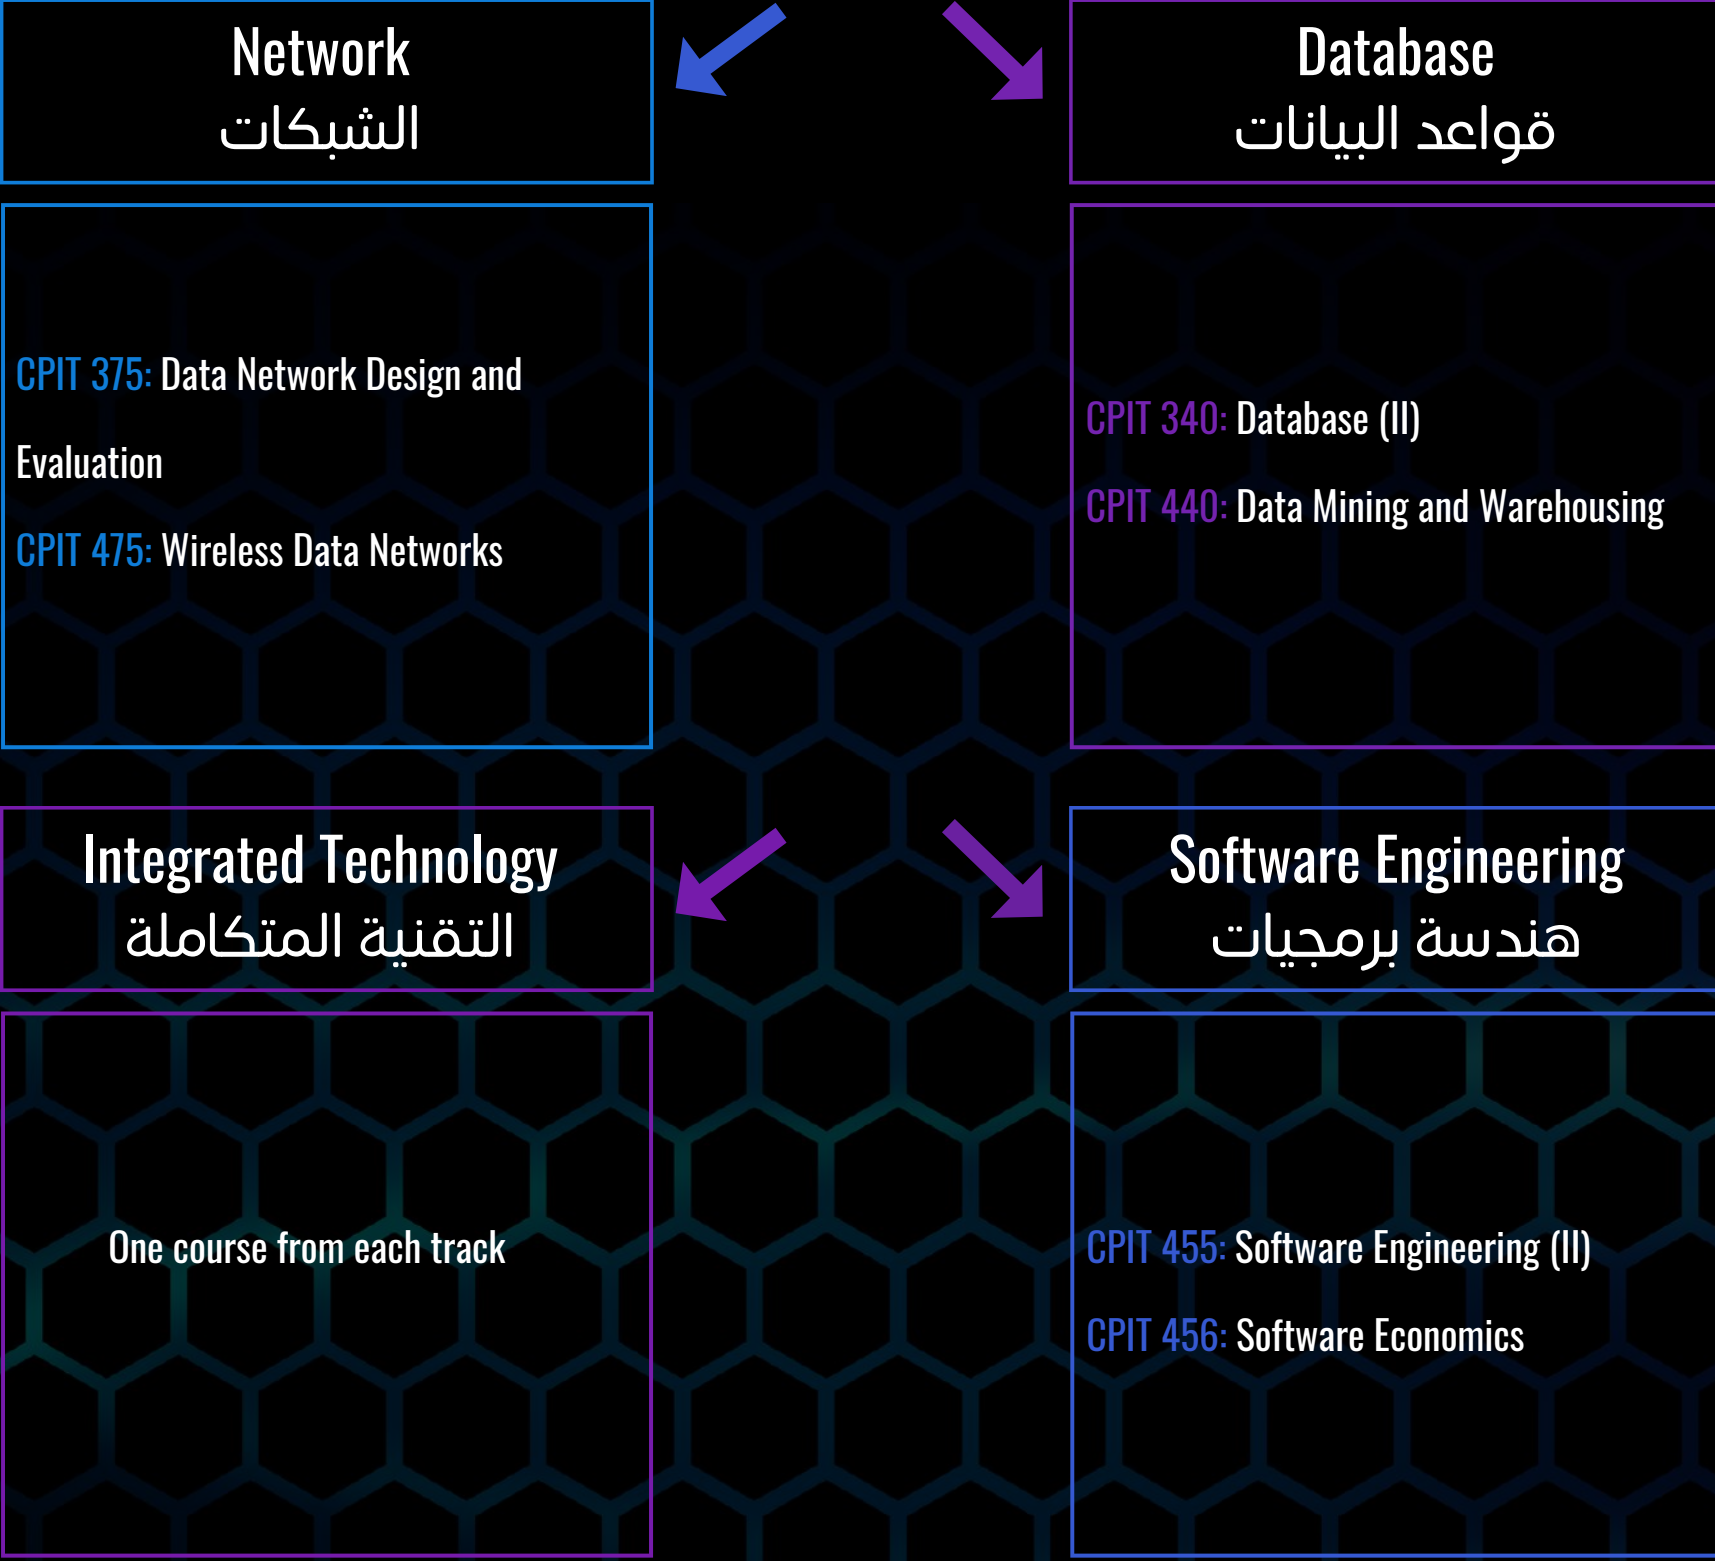 Network
الشبكات
Database
قواعد البيانات
CPIT 375: Data Network Design and
Evaluation
CPIT 475: Wireless Data Networks
CPIT 340: Database (II)
CPIT 440: Data Mining and Warehousing
Integrated Technology
التقنية المتكاملة
Software Engineering
هندسة برمجيات
One course from each track
CPIT 455: Software Engineering (II)
CPIT 456: Software Economics